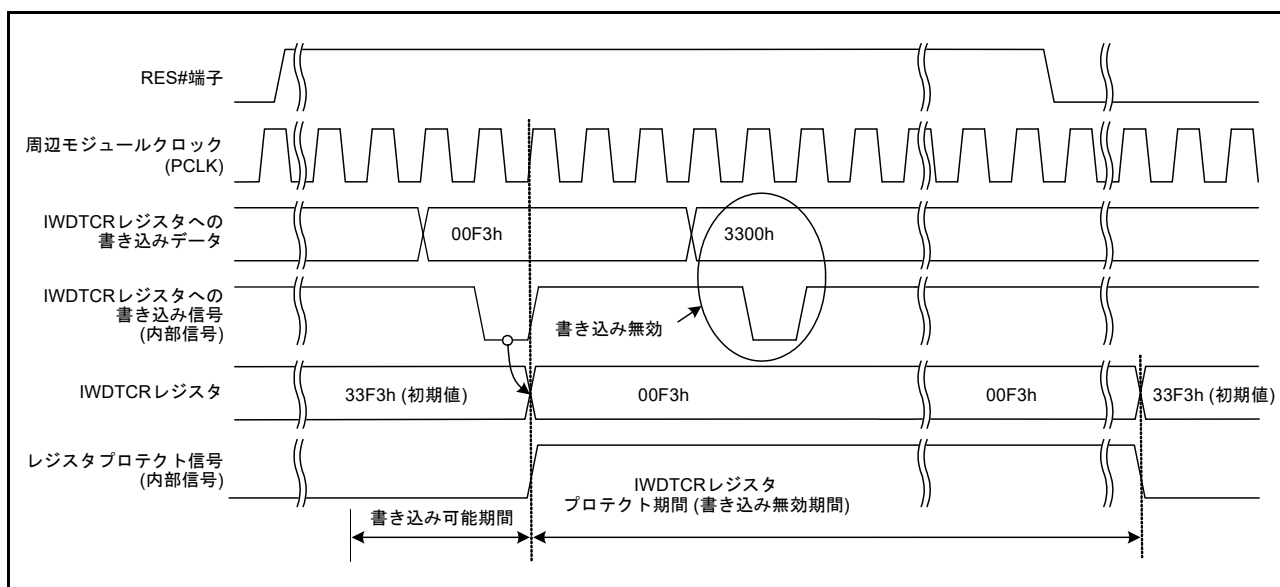 RES#端子
周辺モジュールクロック
(PCLK)
IWDTCRレジスタへの
書き込みデータ
00F3h
3300h
IWDTCRレジスタへの
書き込み信号
(内部信号)
書き込み無効
IWDTCRレジスタ
33F3h (初期値)
00F3h
00F3h
33F3h (初期値)
レジスタプロテクト信号
(内部信号)
IWDTCRレジスタ
プロテクト期間 (書き込み無効期間)
書き込み可能期間